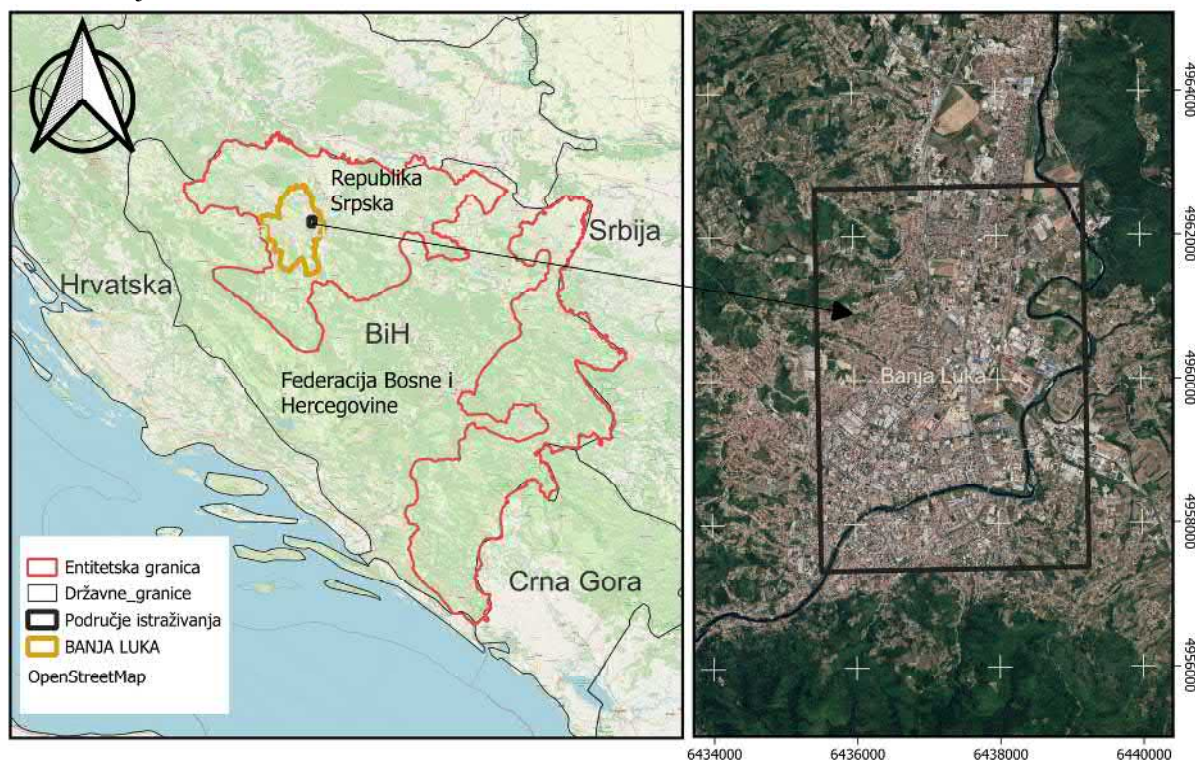 Republika
Srpska
Srbija
Hrvatska
BiH
Federacija Bosne i
Hercegovine
Crna Gora
Entitetska granica
Državne_granice
Područje istraživanja
BANJA LUKA
OpenStreetMap
Banja Luka
4964000
4962000
4960000
4958000
4956000
6434000
6436000
6438000
6440000